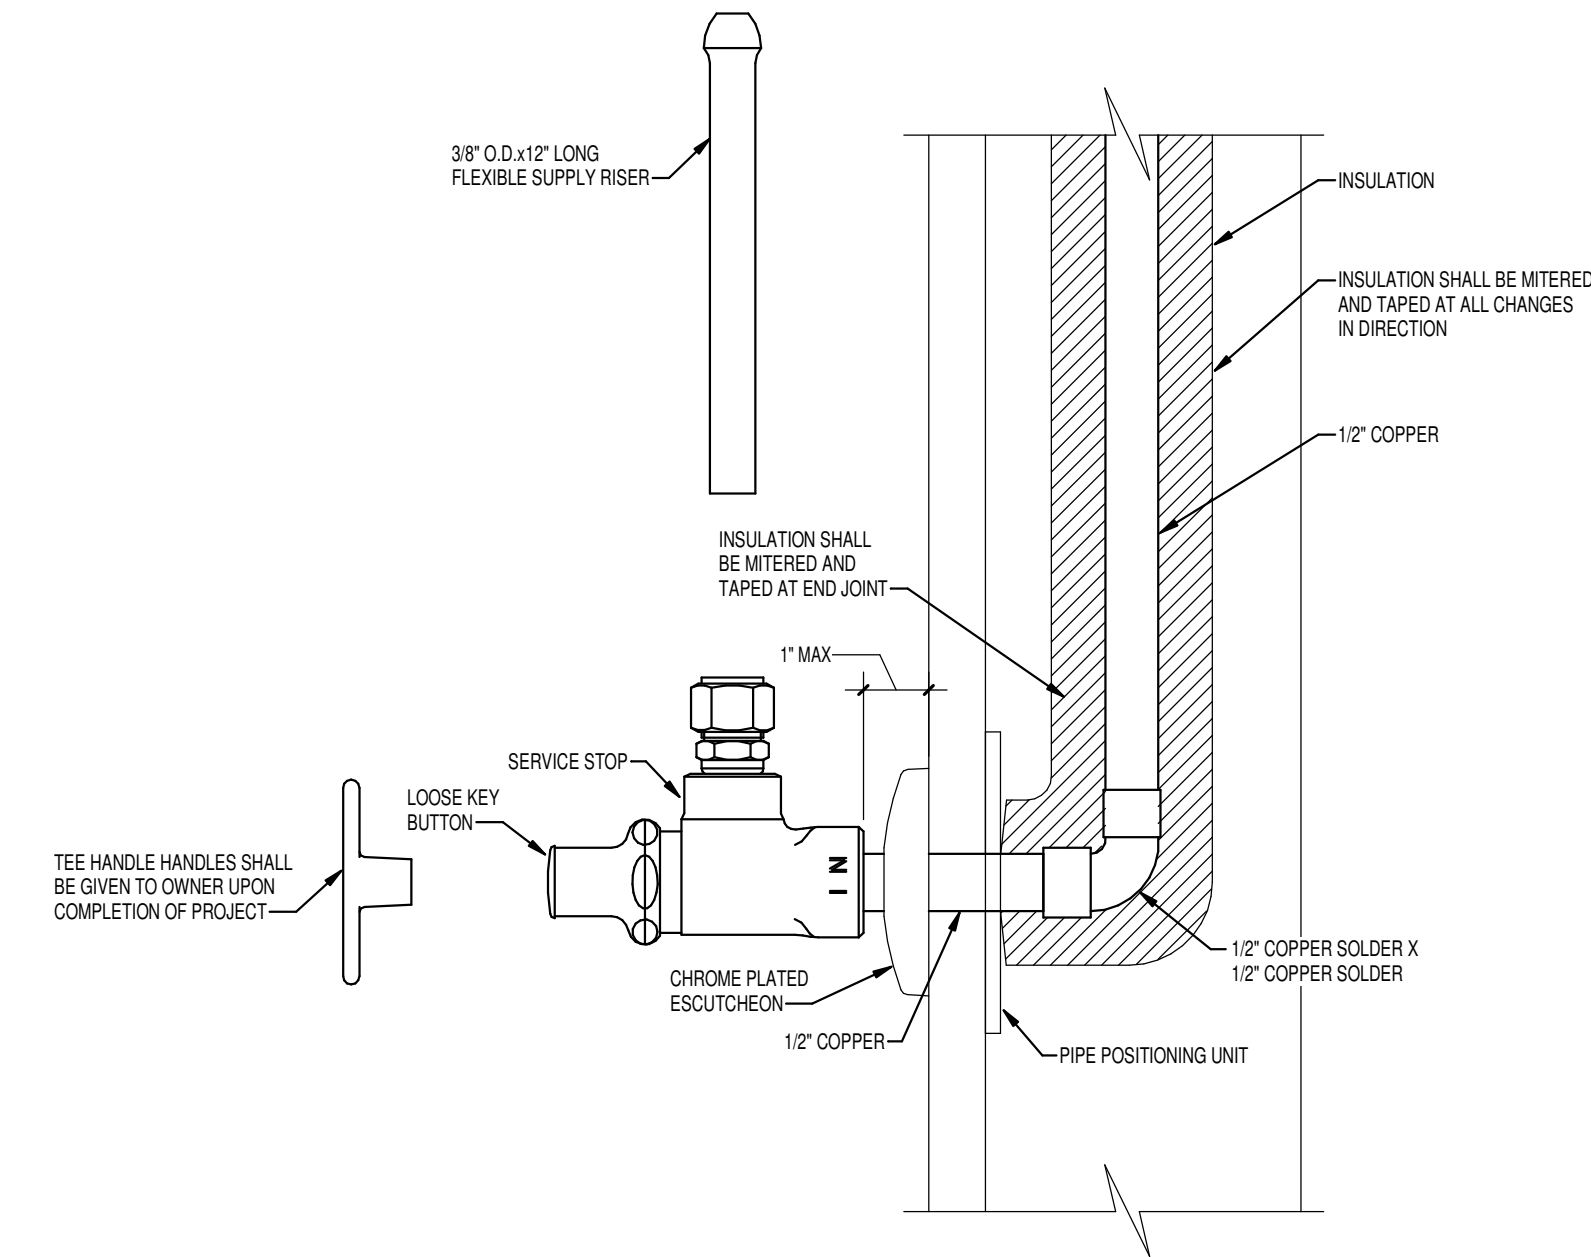 3/8" O.D.x12" LONG
FLEXIBLE SUPPLY RISER
INSULATION
INSULATION SHALL BE MITERED
AND TAPED AT ALL CHANGES
IN DIRECTION
1/2" COPPER
INSULATION SHALL
BE MITERED AND
TAPED AT END JOINT
1" MAX
SERVICE STOP
LOOSE KEY
BUTTON
TEE HANDLE HANDLES SHALL
BE GIVEN TO OWNER UPON
COMPLETION OF PROJECT
IN
CHROME PLATED
ESCUTCHEON
1/2" COPPER
1/2" COPPER SOLDER X
1/2" COPPER SOLDER
PIPE POSITIONING UNIT